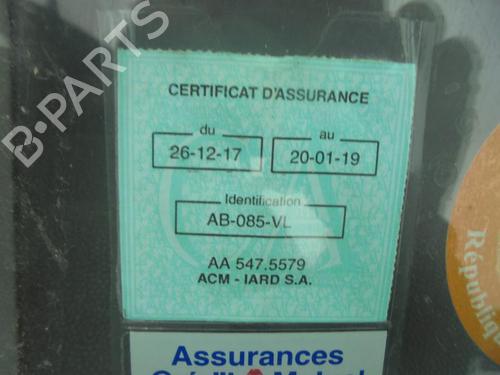 B-PARTS
CERTIFICAT D'ASSURANCE
du au
26-12-17 20-01-19
Identification
AB-085-VL
AA 547.5579
ACM - IARD S.A.
Assurances
République